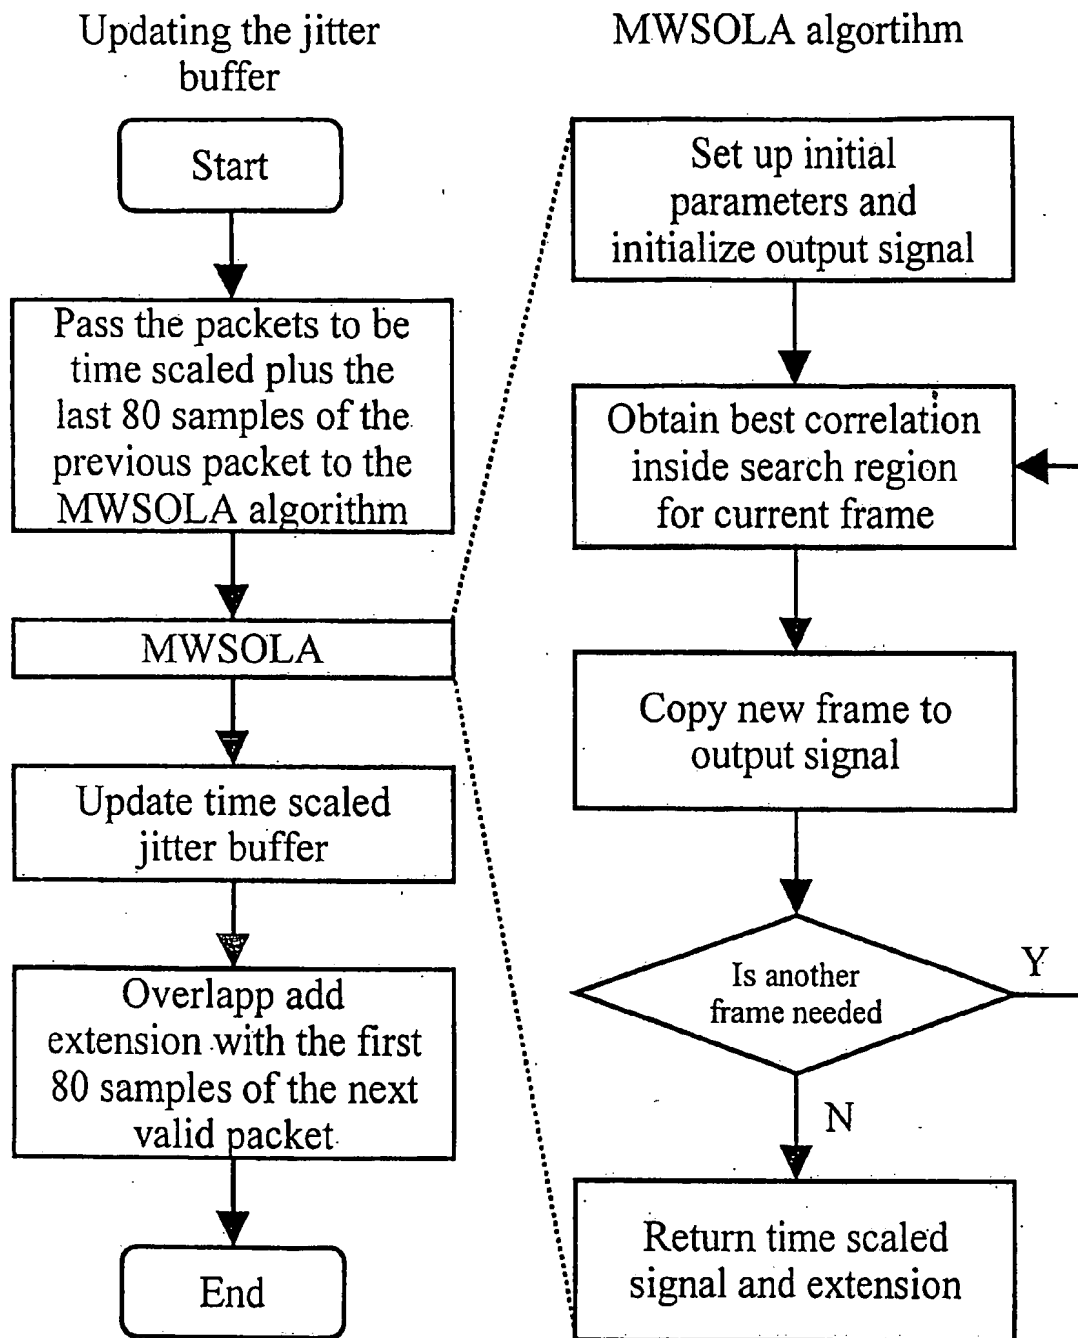 Updating the jitter
buffer
Start
Pass the packets to be
time scaled plus the
last 80 samples of the
previous packet to the
MWSOLA algorithm
MWSOLA
Update time scaled
jitter buffer
Overlapp add
extension with the first
80 samples of the next
valid packet
End
MWSOLA algortihm
Set up initial
parameters and
initialize output signal
Obtain best correlation
inside search region
for current frame
Copy new frame to
output signal
Is another
frame needed
Y
N
Return time scaled
signal and extension